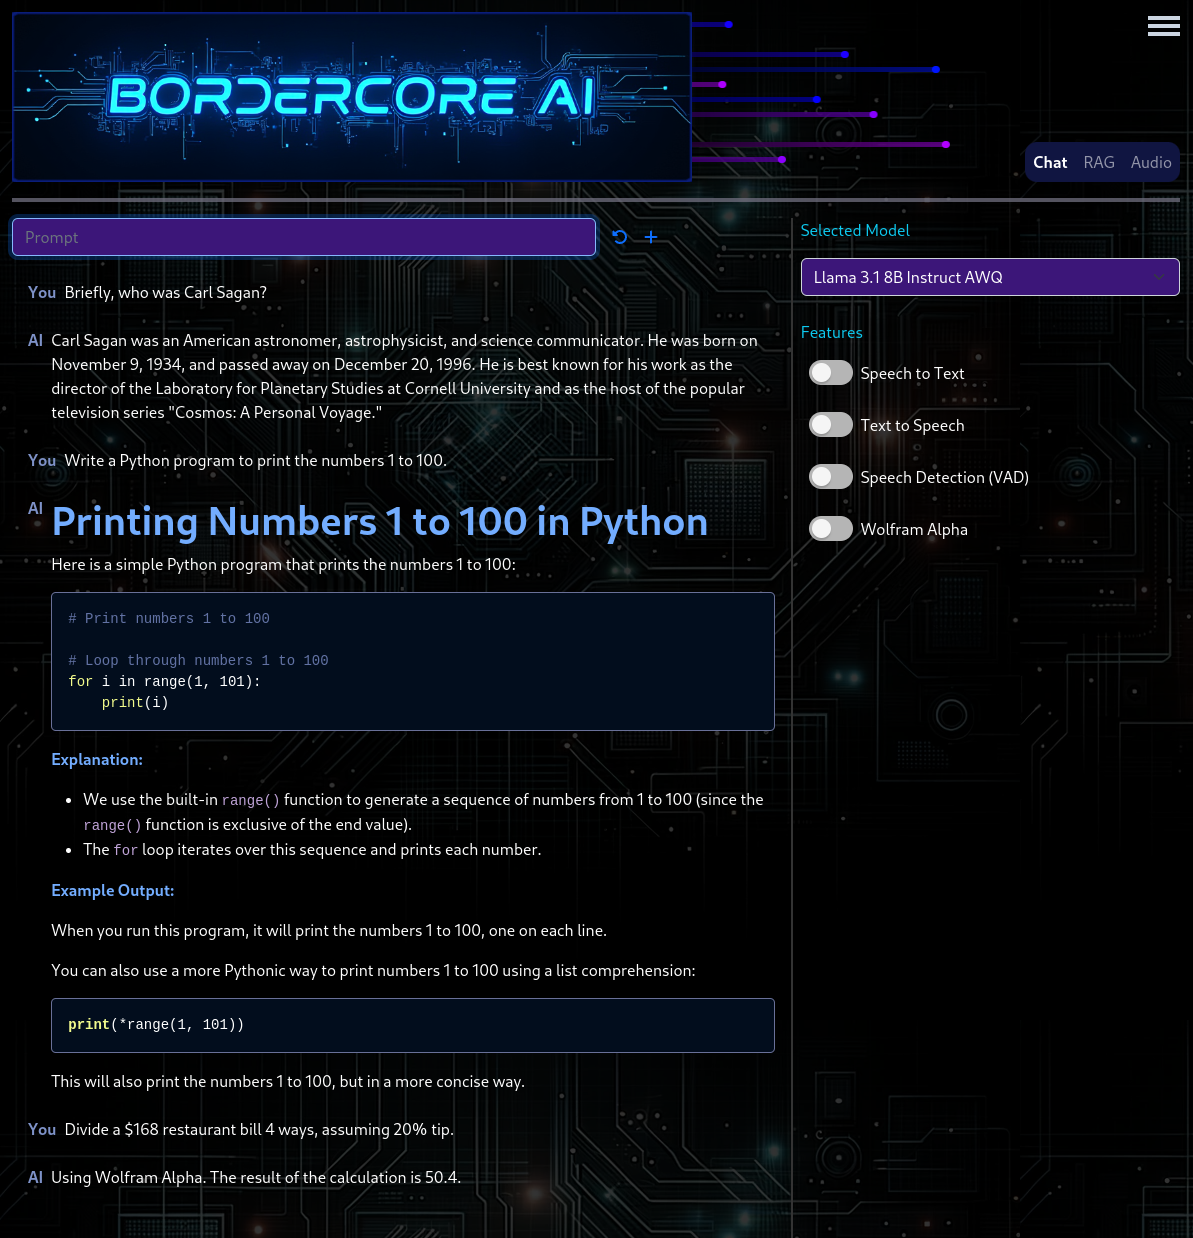 BORDERCORE AI
Chat RAG Audio
Prompt
You Briefly, who was Carl Sagan?
AI Carl Sagan was an American astronomer, astrophysicist, and science communicator. He was born on
November 9, 1934, and passed away on December 20, 1996. He is best known for his work as the
director of the Laboratory for Planetary Studies at Cornell University and as the host of the popular
television series "Cosmos: A Personal Voyage."
You Write a Python program to print the numbers 1 to 100.
AI Printing Numbers 1 to 100 in Python
Here is a simple Python program that prints the numbers 1 to 100:
# Print numbers 1 to 100
# Loop through numbers 1 to 100
for i in range(1, 101):
    print(i)
Explanation:
• We use the built-in range() function to generate a sequence of numbers from 1 to 100 (since the
range() function is exclusive of the end value).
• The for loop iterates over this sequence and prints each number.
Example Output:
When you run this program, it will print the numbers 1 to 100, one on each line.
You can also use a more Pythonic way to print numbers 1 to 100 using a list comprehension:
print(*range(1, 101))
This will also print the numbers 1 to 100, but in a more concise way.
You Divide a $168 restaurant bill 4 ways, assuming 20% tip.
AI Using Wolfram Alpha. The result of the calculation is 50.4.
Selected Model
Llama 3.1 8B Instruct AWQ
Features
Speech to Text
Text to Speech
Speech Detection (VAD)
Wolfram Alpha